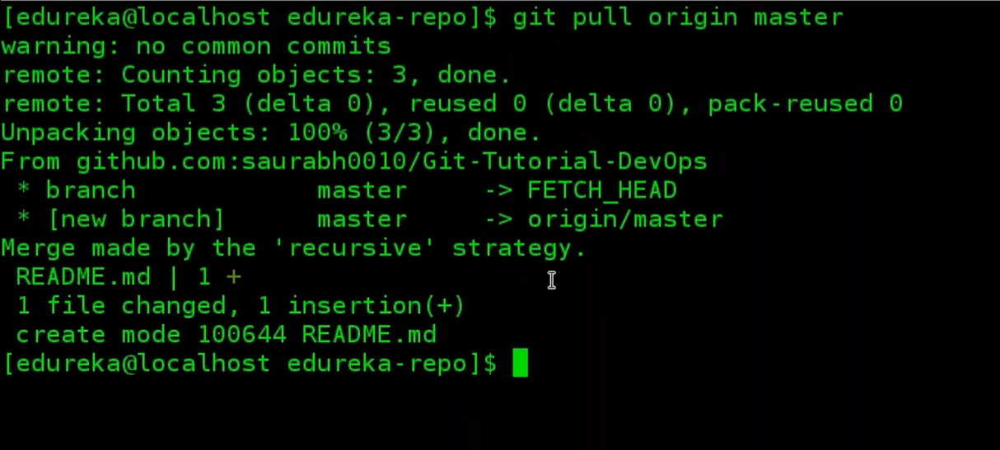 [edureka@localhost edureka-repo]$ git pull origin master
warning: no common commits
remote: Counting objects: 3, done.
remote: Total 3 (delta 0), reused 0 (delta 0), pack-reused 0
Unpacking objects: 100% (3/3), done.
From github.com:saurabh0010/Git-Tutorial-DevOps
 * branch            master     -> FETCH_HEAD
 * [new branch]      master     -> origin/master
Merge made by the 'recursive' strategy.
 README.md | 1 +
 1 file changed, 1 insertion(+)
 create mode 100644 README.md
[edureka@localhost edureka-repo]$